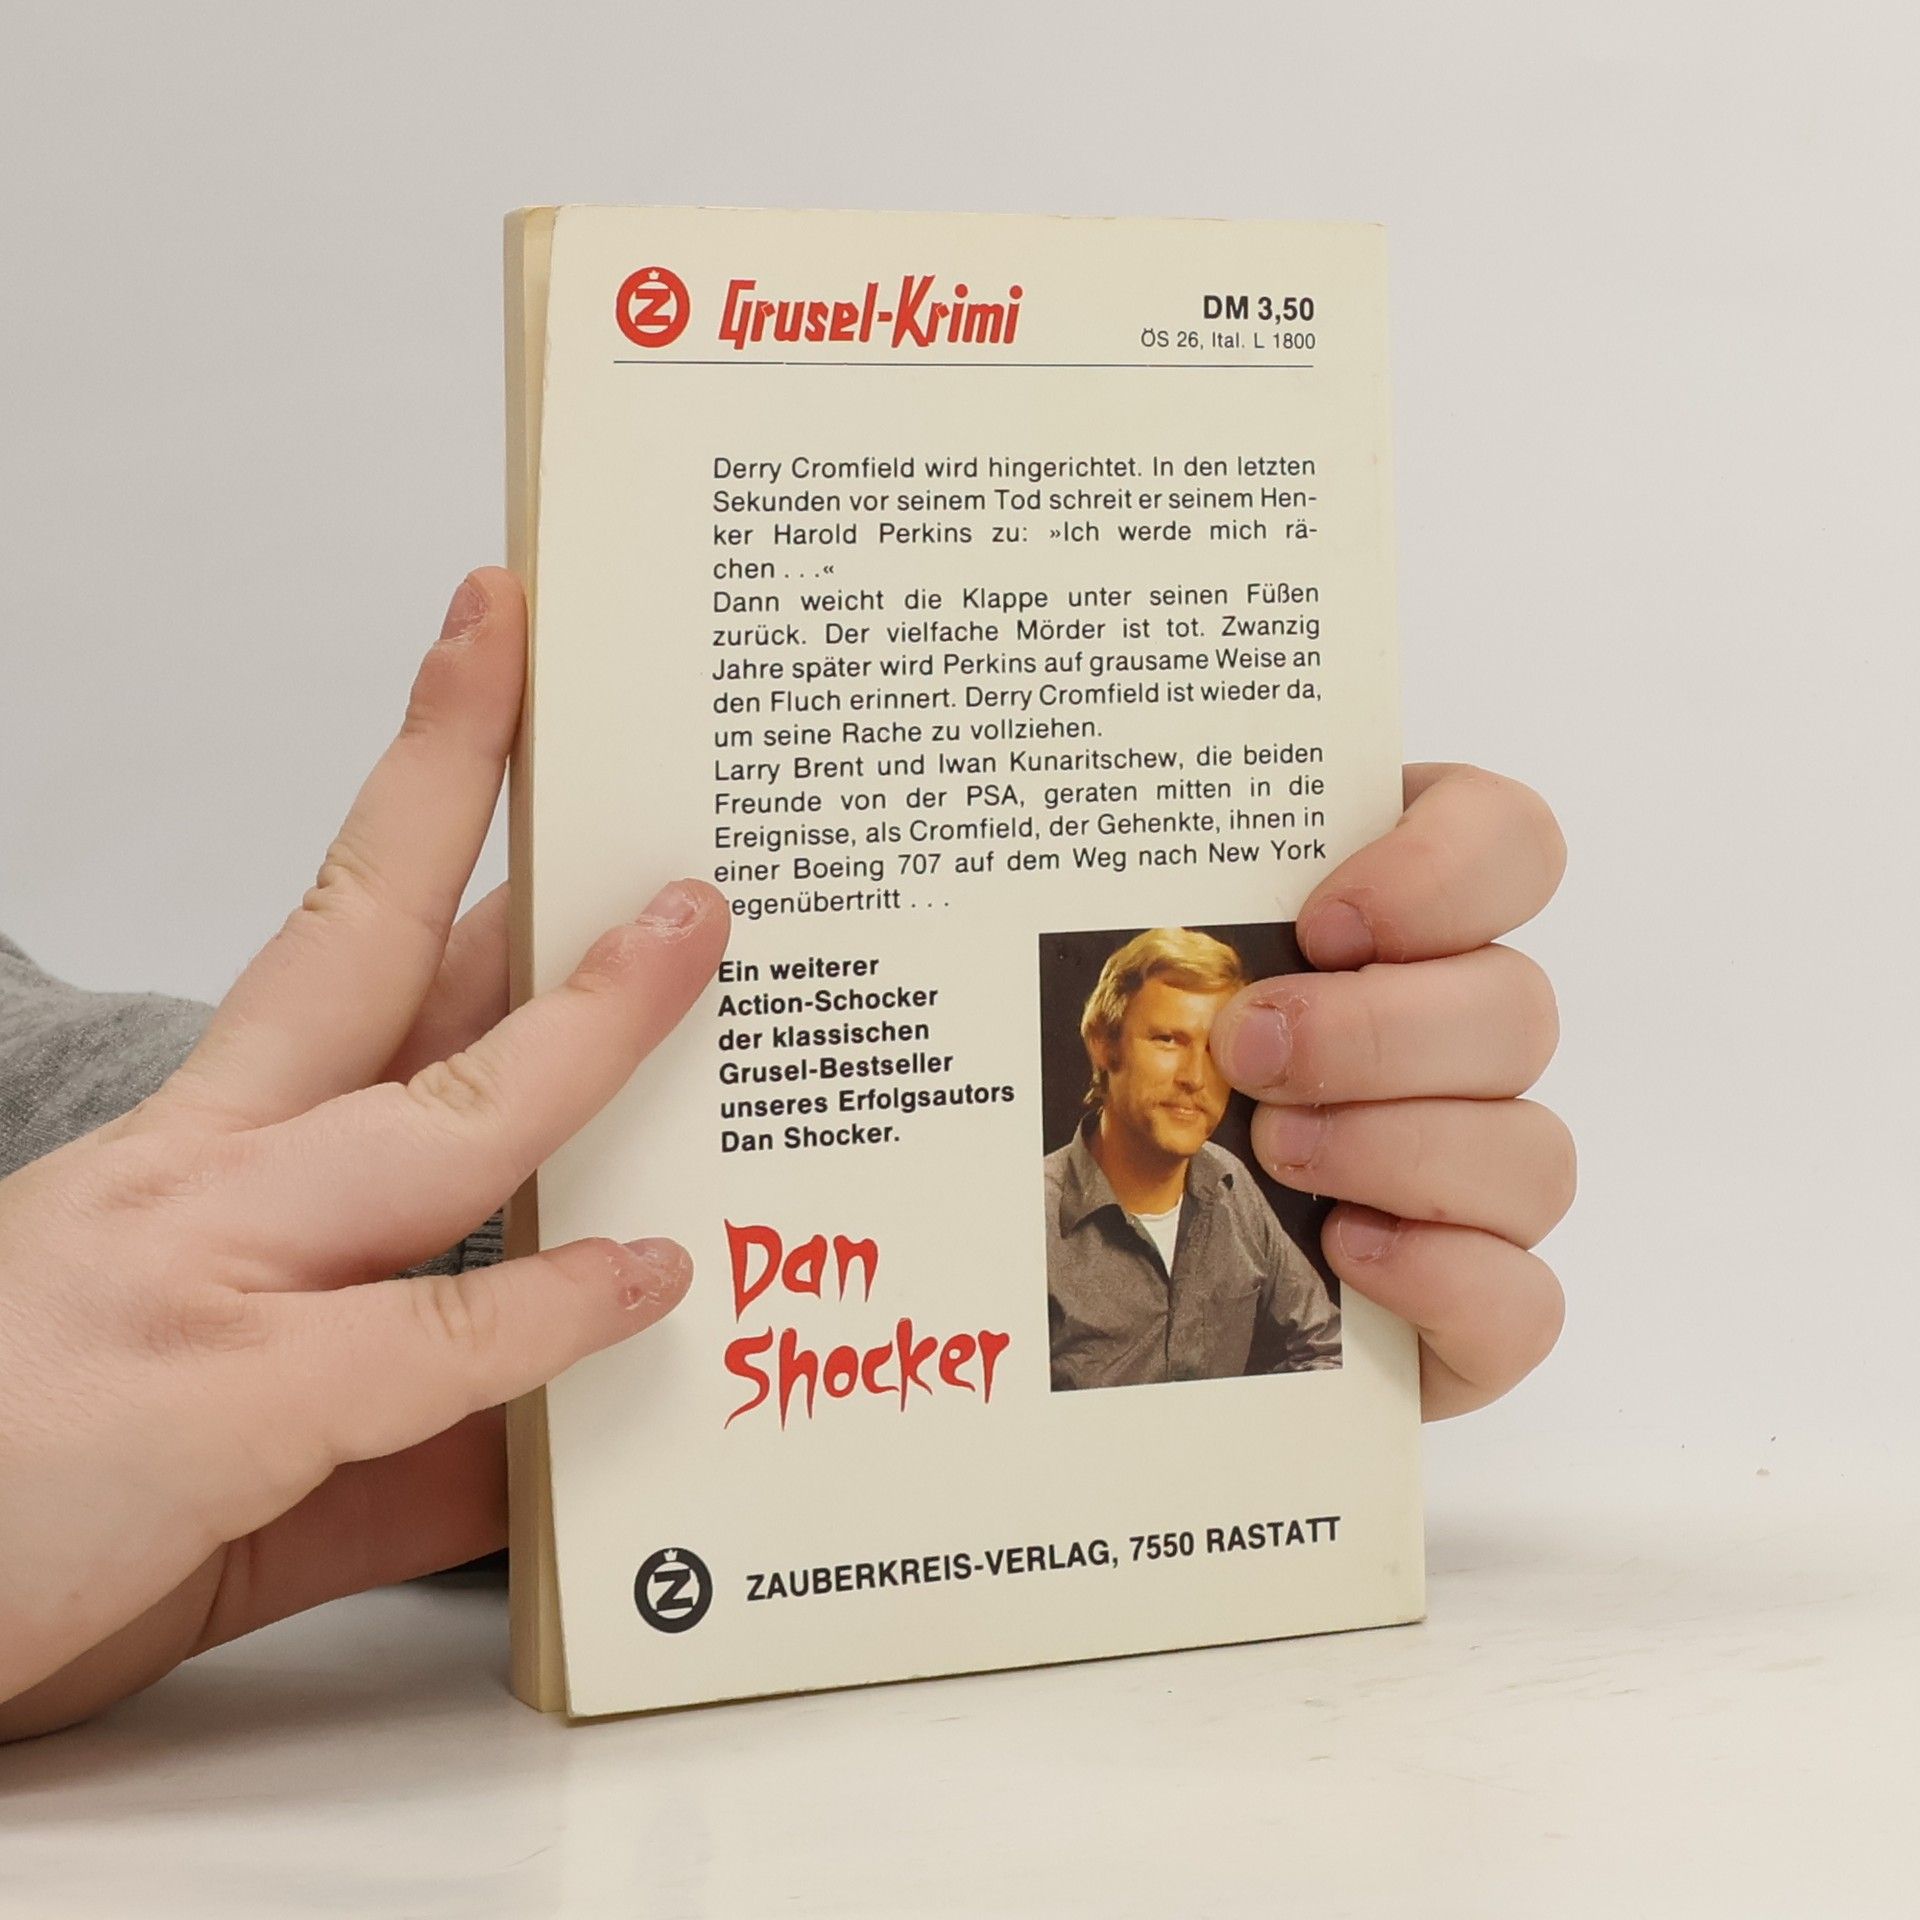 Z Grusel-Krimi
DM 3,50
ÖS 26, Ital. L 1800
Derry Cromfield wird hingerichtet. In den letzten
Sekunden vor seinem Tod schreit er seinem Hen-
ker Harold Perkins zu: »Ich werde mich rä-
chen . . .«
Dann weicht die Klappe unter seinen Füßen
zurück. Der vielfache Mörder ist tot. Zwanzig
Jahre später wird Perkins auf grausame Weise an
den Fluch erinnert. Derry Cromfield ist wieder da,
um seine Rache zu vollziehen.
Larry Brent und Iwan Kunaritschew, die beiden
Freunde von der PSA, geraten mitten in die
Ereignisse, als Cromfield, der Gehenkte, ihnen in
einer Boeing 707 auf dem Weg nach New York
egenübertritt . . .
Ein weiterer
Action-Schocker
der klassischen
Grusel-Bestseller
unseres Erfolgsautors
Dan Shocker.
Dan
Shocker
Z ZAUBERKREIS-VERLAG, 7550 RASTATT